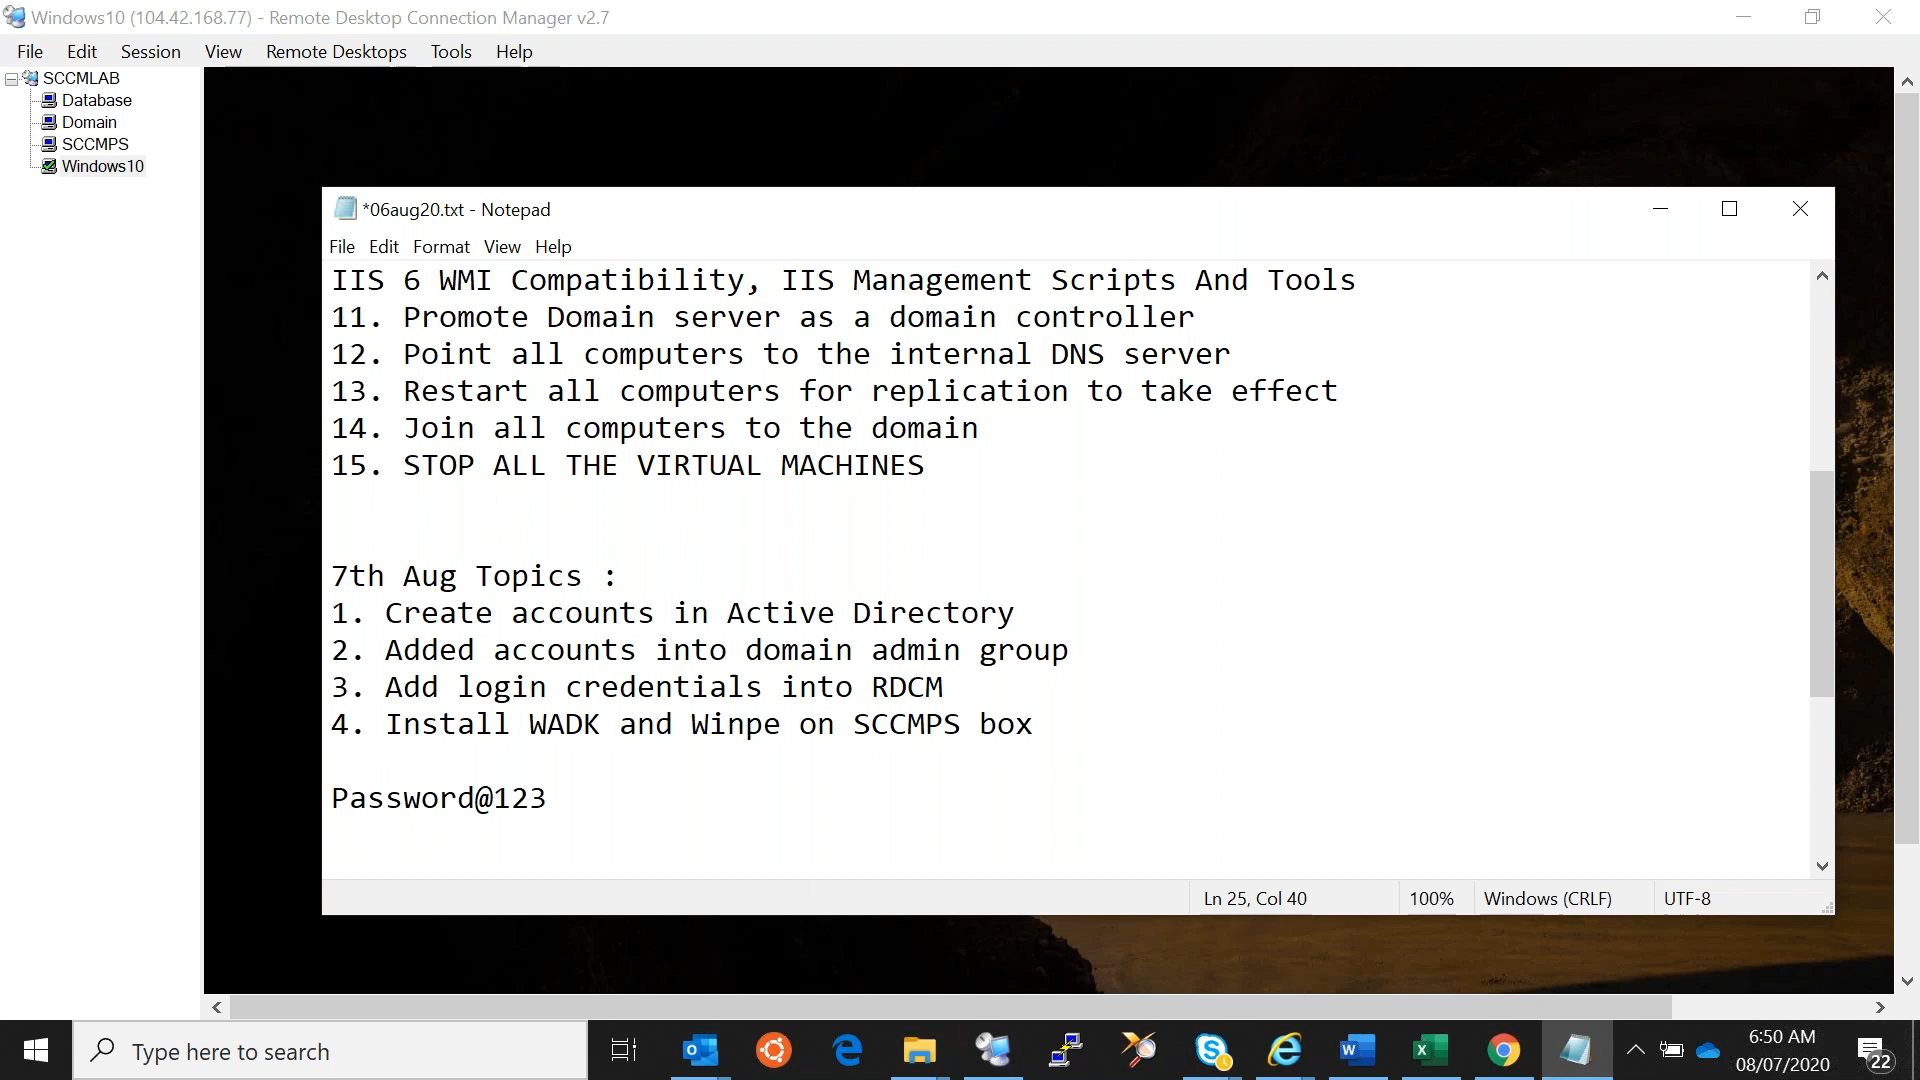 Windows10 (104.42.168.77) - Remote Desktop Connection Manager v2.7
File Edit Session View Remote Desktops Tools Help
SCCMLAB
Database
Domain
SCCMPS
Windows10
*06aug20.txt - Notepad
File Edit Format View Help
IIS 6 WMI Compatibility, IIS Management Scripts And Tools
11. Promote Domain server as a domain controller
12. Point all computers to the internal DNS server
13. Restart all computers for replication to take effect
14. Join all computers to the domain
15. STOP ALL THE VIRTUAL MACHINES
7th Aug Topics :
1. Create accounts in Active Directory
2. Added accounts into domain admin group
3. Add login credentials into RDCM
4. Install WADK and Winpe on SCCMPS box
Password@123
Ln 25, Col 40 100% Windows (CRLF) UTF-8
Type here to search
6:50 AM
08/07/2020
22